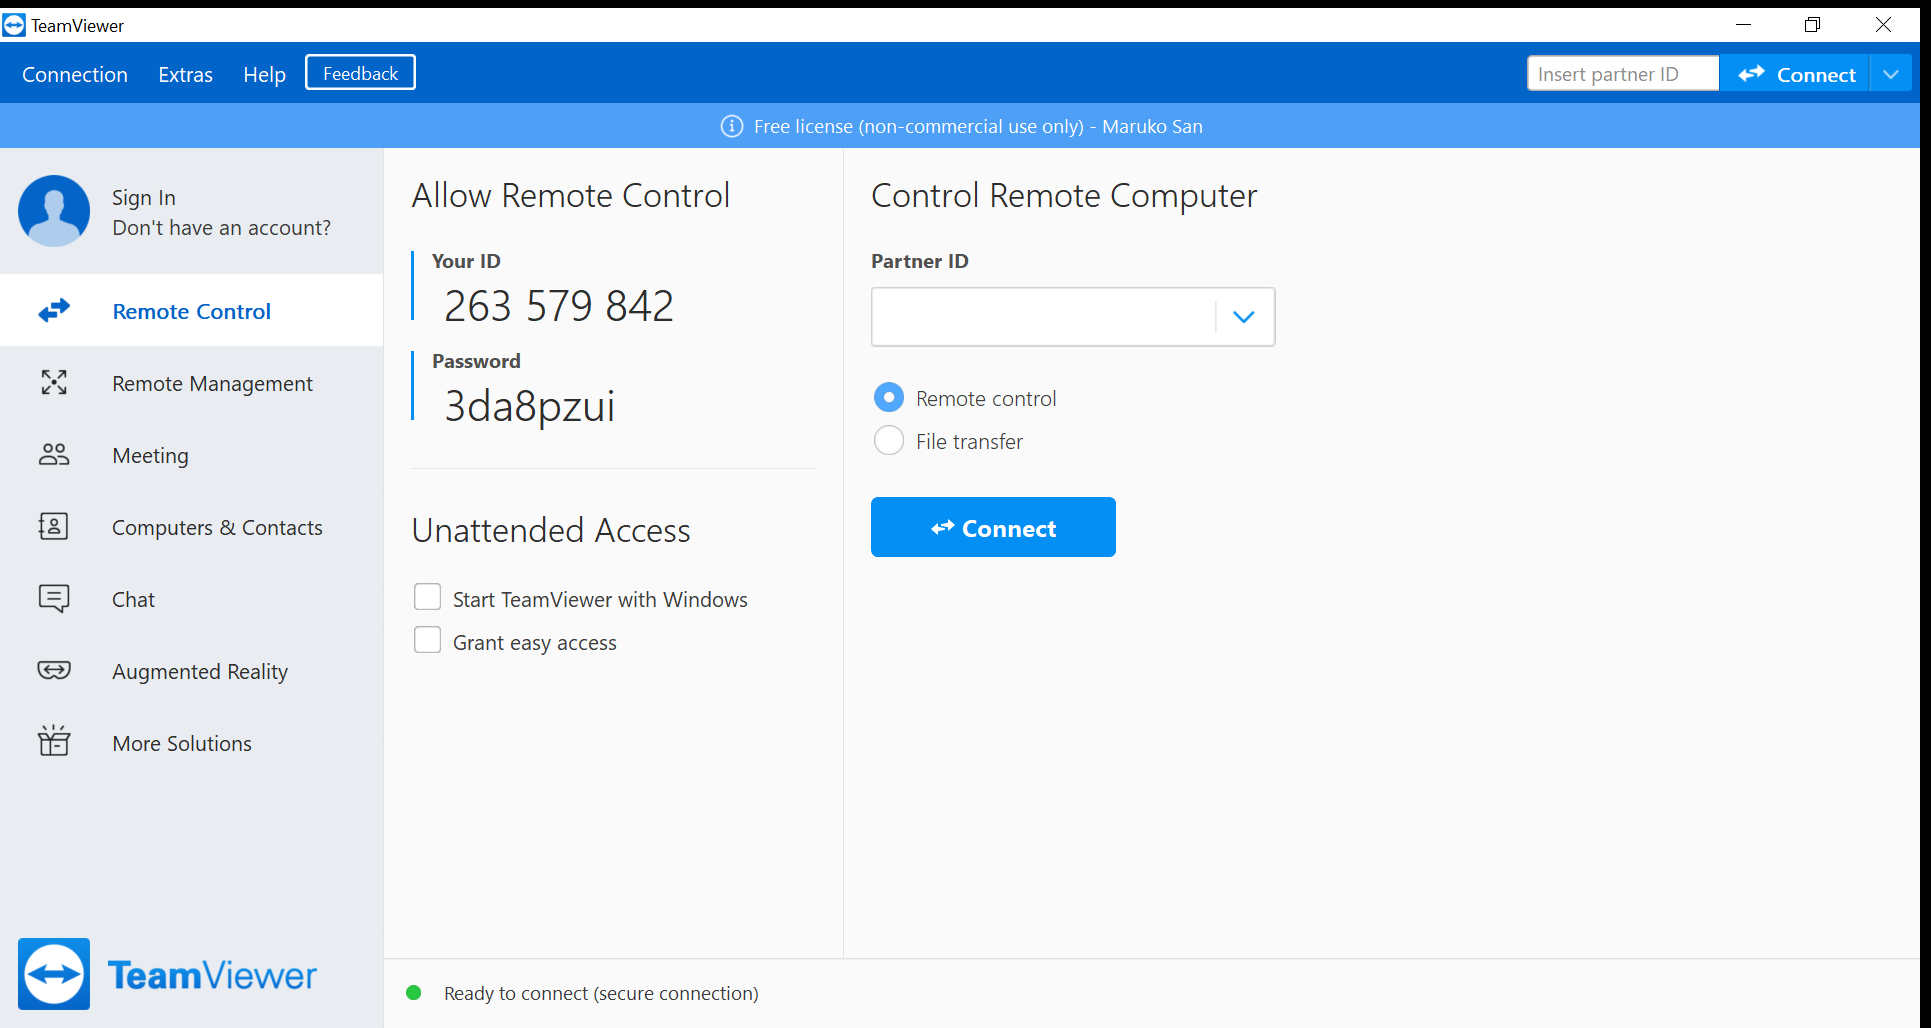 TeamViewer
Connection Extras Help Feedback
Insert partner ID Connect
Free license (non-commercial use only) - Maruko San
Sign In
Don't have an account?
Remote Control
Remote Management
Meeting
Computers & Contacts
Chat
Augmented Reality
More Solutions
TeamViewer
Allow Remote Control
Your ID
263 579 842
Password
3da8pzui
Unattended Access
Start TeamViewer with Windows
Grant easy access
Control Remote Computer
Partner ID
Remote control
File transfer
Connect
Ready to connect (secure connection)